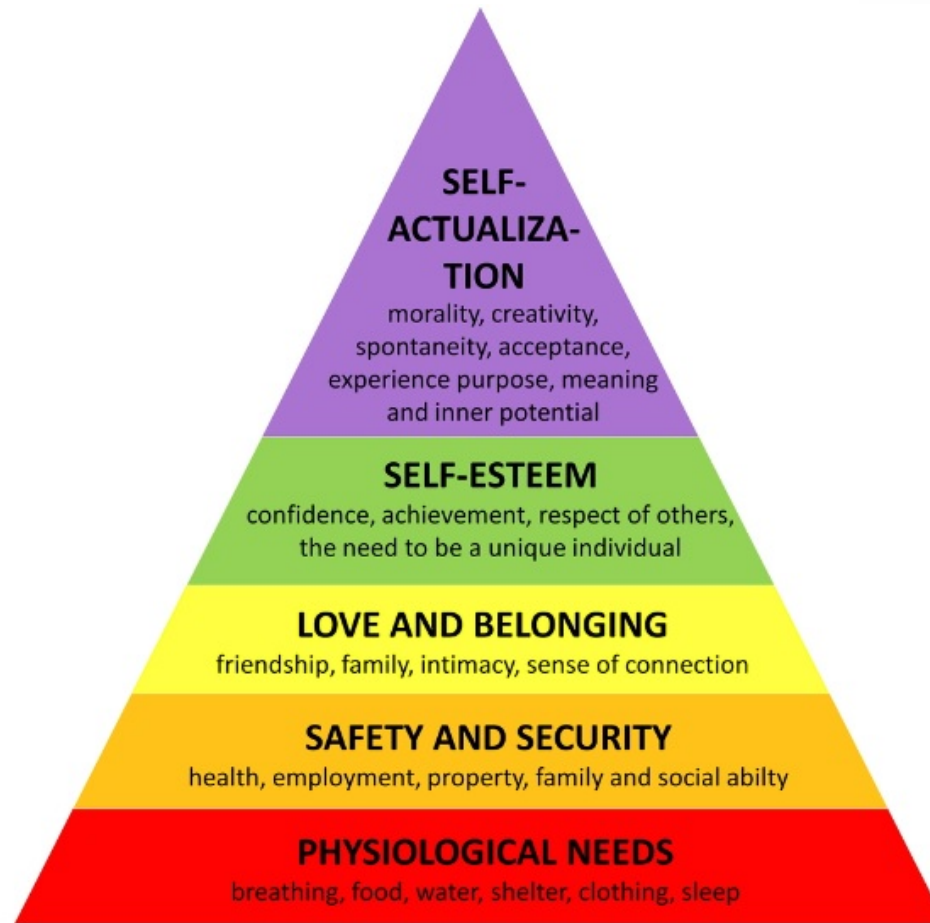 SELF-
ACTUALIZA-
TION
morality, creativity,
spontaneity, acceptance,
experience purpose, meaning
and inner potential
SELF-ESTEEM
confidence, achievement, respect of others,
the need to be a unique individual
LOVE AND BELONGING
friendship, family, intimacy, sense of connection
SAFETY AND SECURITY
health, employment, property, family and social abilty
PHYSIOLOGICAL NEEDS
breathing, food, water, shelter, clothing, sleep